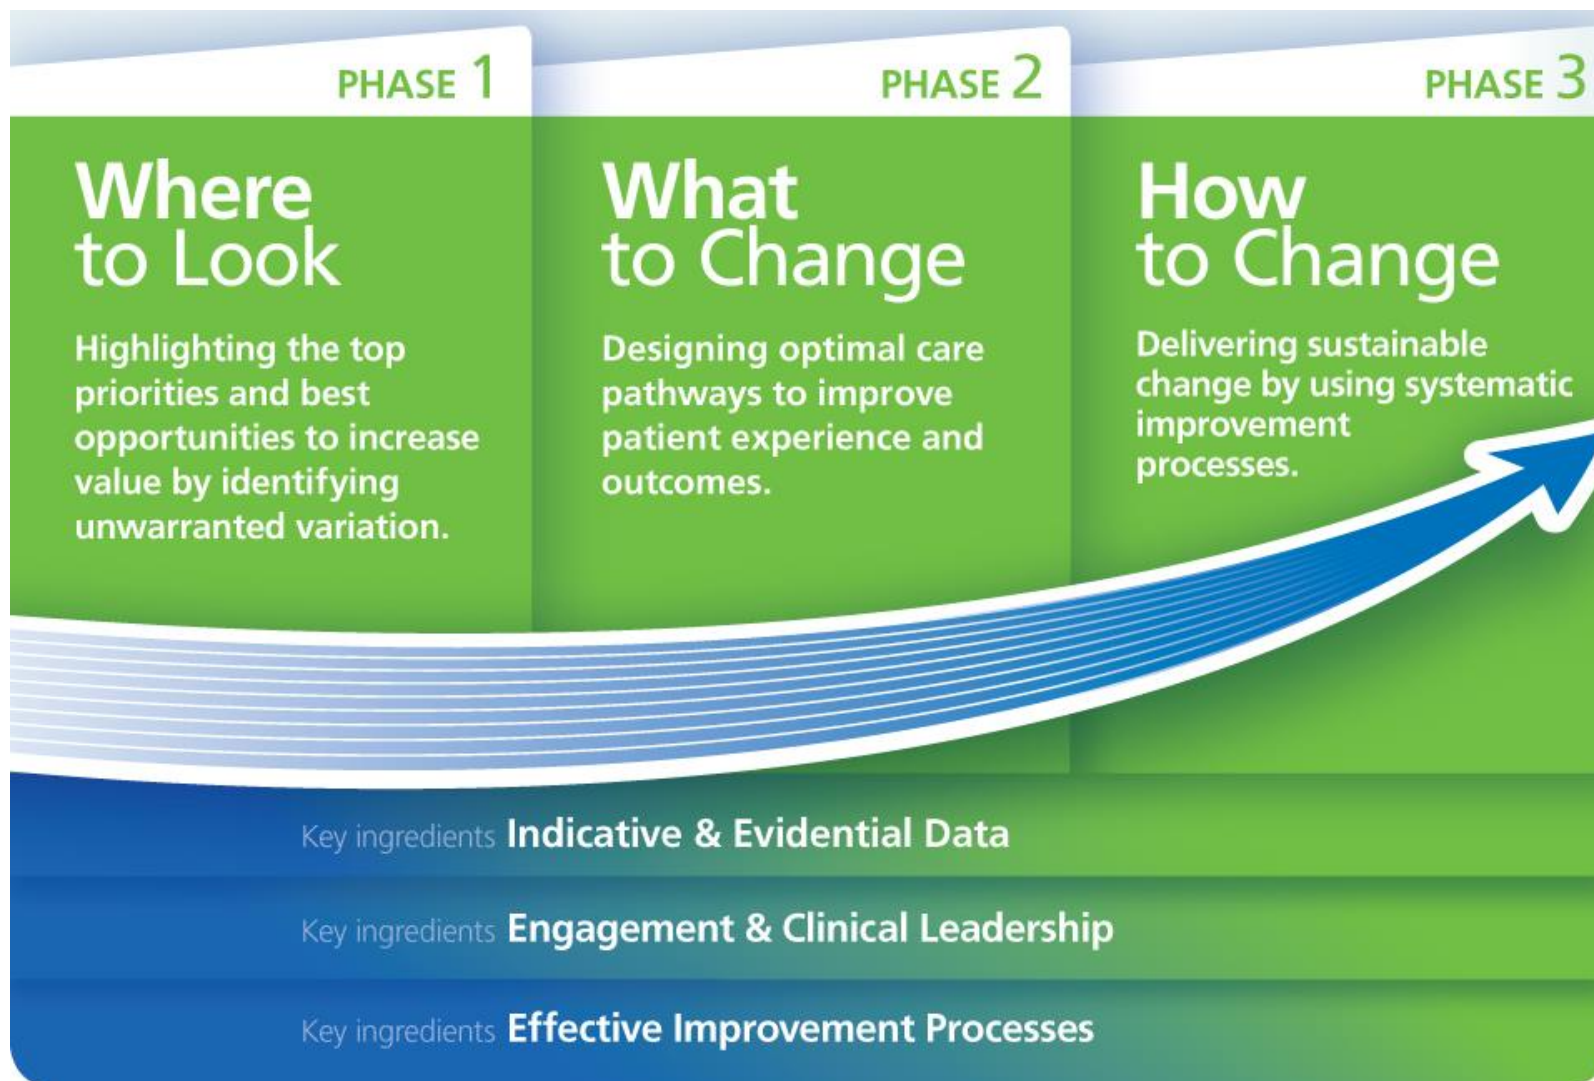 PHASE 1
Where
to Look
Highlighting the top
priorities and best
opportunities to increase
value by identifying
unwarranted variation.
PHASE 2
What
to Change
Designing optimal care
pathways to improve
patient experience and
outcomes.
PHASE 3
How
to Change
Delivering sustainable
change by using systematic
improvement
processes.
Key ingredients Indicative & Evidential Data
Key ingredients Engagement & Clinical Leadership
Key ingredients Effective Improvement Processes